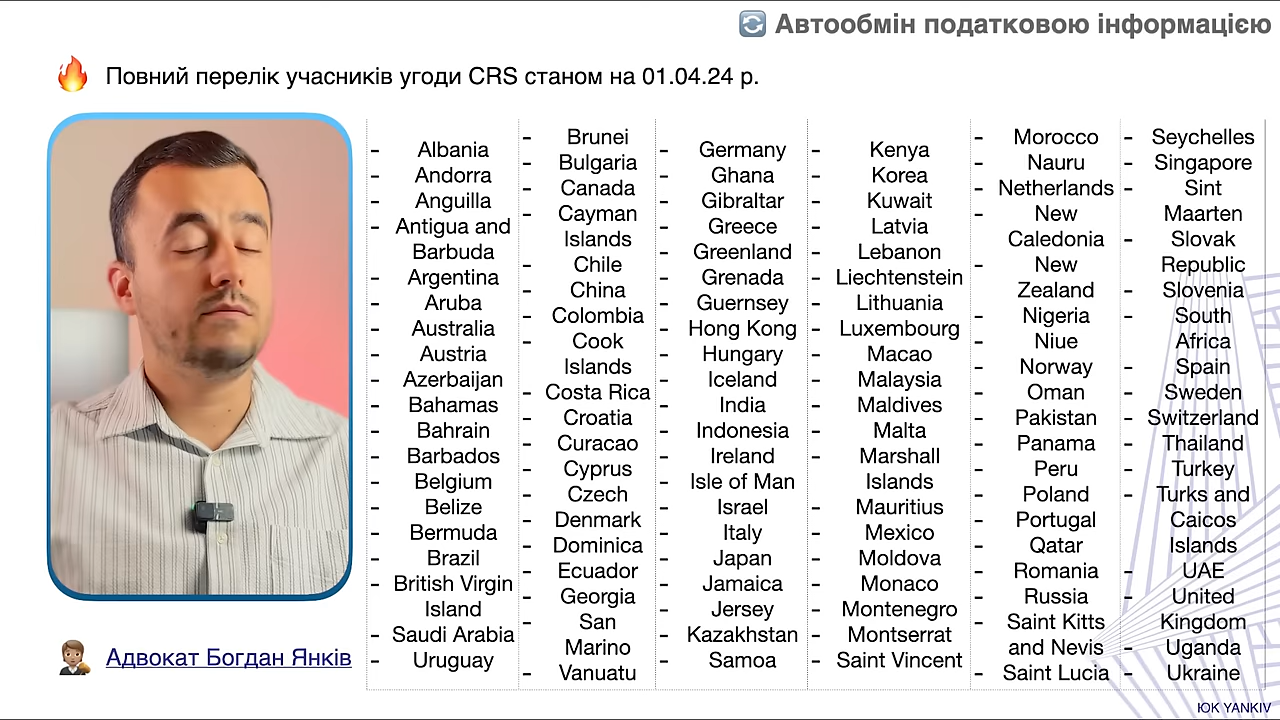 Автообмін податковою інформацією
Повний перелік учасників угоди CRS станом на 01.04.24 р.
- Albania
- Andorra
- Anguilla
- Antigua and
Barbuda
- Argentina
- Aruba
- Australia
- Austria
- Azerbaijan
- Bahamas
- Bahrain
- Barbados
- Belgium
- Belize
- Bermuda
- Brazil
- British Virgin
Island
- Saudi Arabia
- Uruguay
- Brunei
- Bulgaria
- Canada
- Cayman
Islands
- Chile
- China
- Colombia
- Cook
Islands
- Costa Rica
- Croatia
- Curacao
- Cyprus
- Czech
- Denmark
- Dominica
- Ecuador
- Georgia
- San
Marino
- Vanuatu
- Germany
- Ghana
- Gibraltar
- Greece
- Greenland
- Grenada
- Guernsey
- Hong Kong
- Hungary
- Iceland
- India
- Indonesia
- Ireland
- Isle of Man
- Israel
- Italy
- Japan
- Jamaica
- Jersey
- Kazakhstan
- Samoa
- Kenya
- Korea
- Kuwait
- Latvia
- Lebanon
- Liechtenstein
- Lithuania
- Luxembourg
- Macao
- Malaysia
- Maldives
- Malta
- Marshall
Islands
- Mauritius
- Mexico
- Moldova
- Monaco
- Montenegro
- Montserrat
- Saint Vincent
- Morocco
- Nauru
- Netherlands
- New
Caledonia
- New
Zealand
- Nigeria
- Niue
- Norway
- Oman
- Pakistan
- Panama
- Peru
- Poland
- Portugal
- Qatar
- Romania
- Russia
- Saint Kitts
and Nevis
- Saint Lucia
- Seychelles
- Singapore
- Sint
Maarten
- Slovak
Republic
- Slovenia
- South
Africa
- Spain
- Sweden
- Switzerland
- Thailand
- Turkey
- Turks and
Caicos
Islands
- UAE
- United
Kingdom
- Uganda
- Ukraine
Адвокат Богдан Янків
ЮК YANKIV